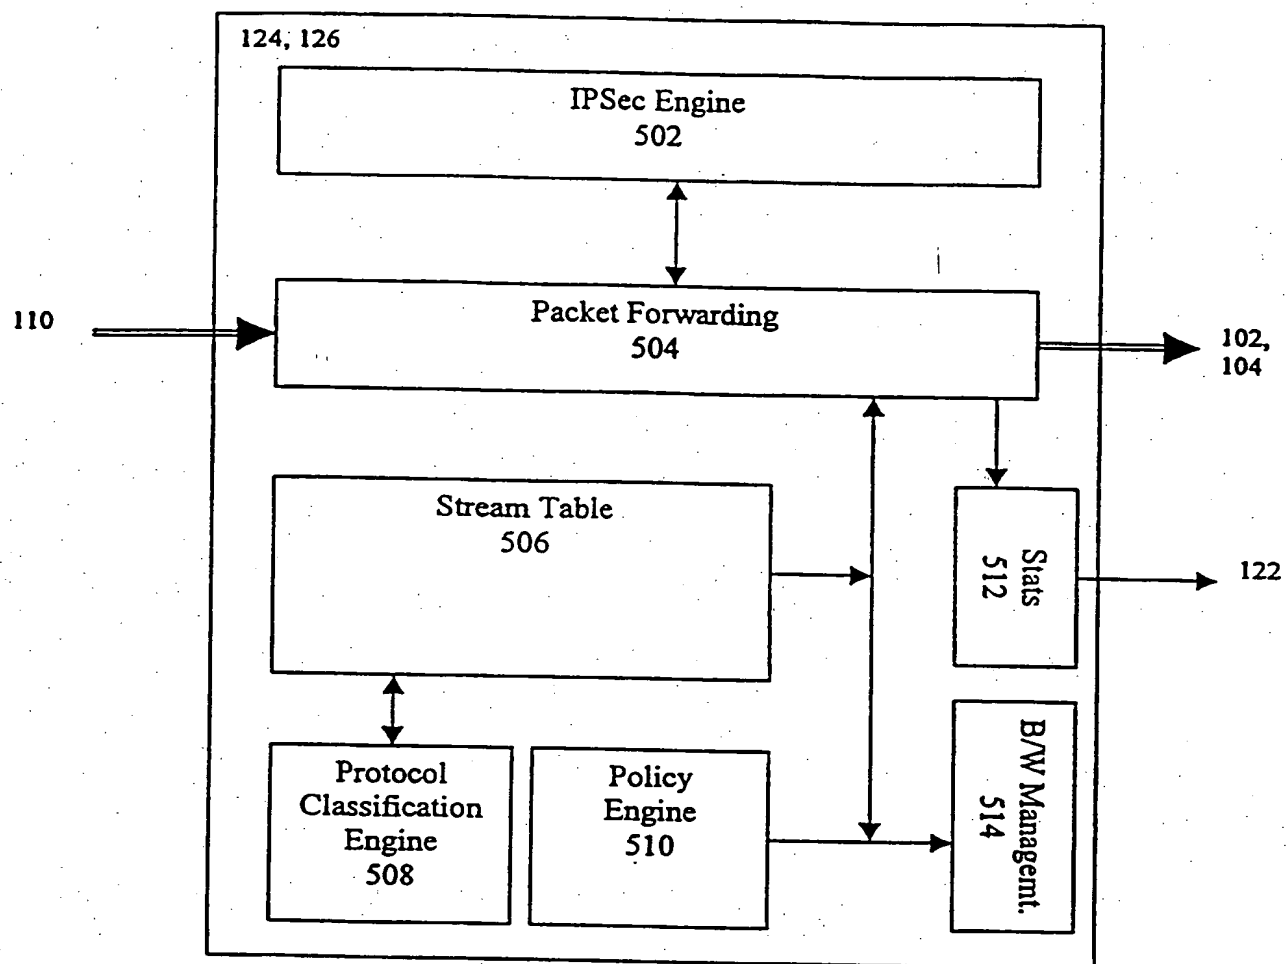 124, 126
IPSec Engine
502
Packet Forwarding
504
110
102,
104
Stream Table
506
Stats
512
122
Protocol
Classification
Engine
508
Policy
Engine
510
B/W Managemt.
514